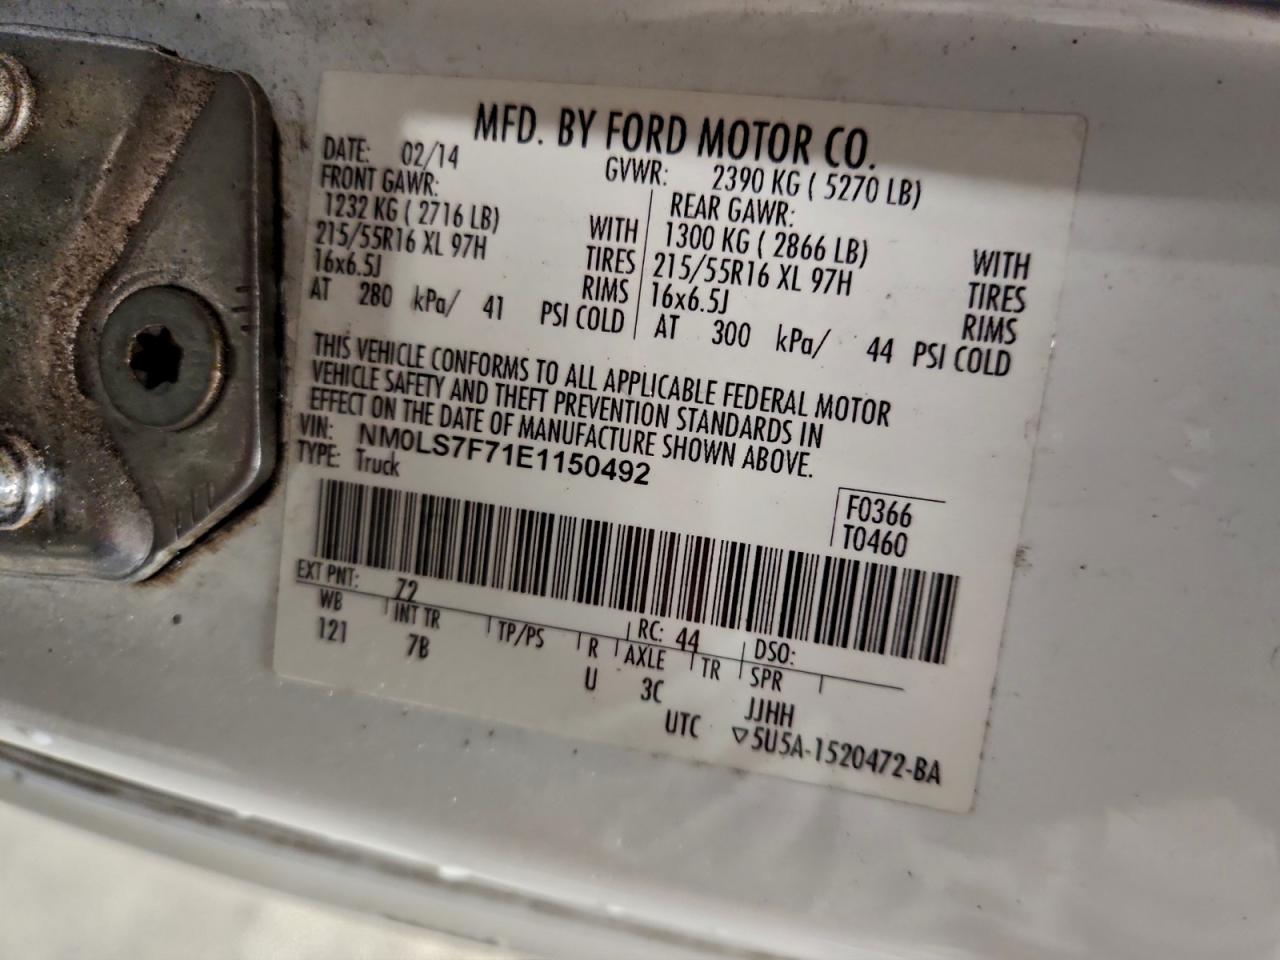 MFD. BY FORD MOTOR CO.
DATE: 02/14 GVWR: 2390 KG ( 5270 LB)
FRONT GAWR: REAR GAWR:
1232 KG ( 2716 LB) WITH 1300 KG ( 2866 LB) WITH
215/55R16 XL 97H TIRES 215/55R16 XL 97H TIRES
16x6.5J RIMS 16x6.5J RIMS
AT 280 kPa/ 41 PSI COLD AT 300 kPa/ 44 PSI COLD
THIS VEHICLE CONFORMS TO ALL APPLICABLE FEDERAL MOTOR
VEHICLE SAFETY AND THEFT PREVENTION STANDARDS IN
EFFECT ON THE DATE OF MANUFACTURE SHOWN ABOVE.
VIN: NM0LS7F71E1150492
TYPE: Truck
F0366
T0460
EXT PNT: Z2 RC: 44 DSO:
WB INT TR TP/PS R AXLE TR SPR
121 7B U 3C JJHH
UTC ▽5U5A-1520472-BA